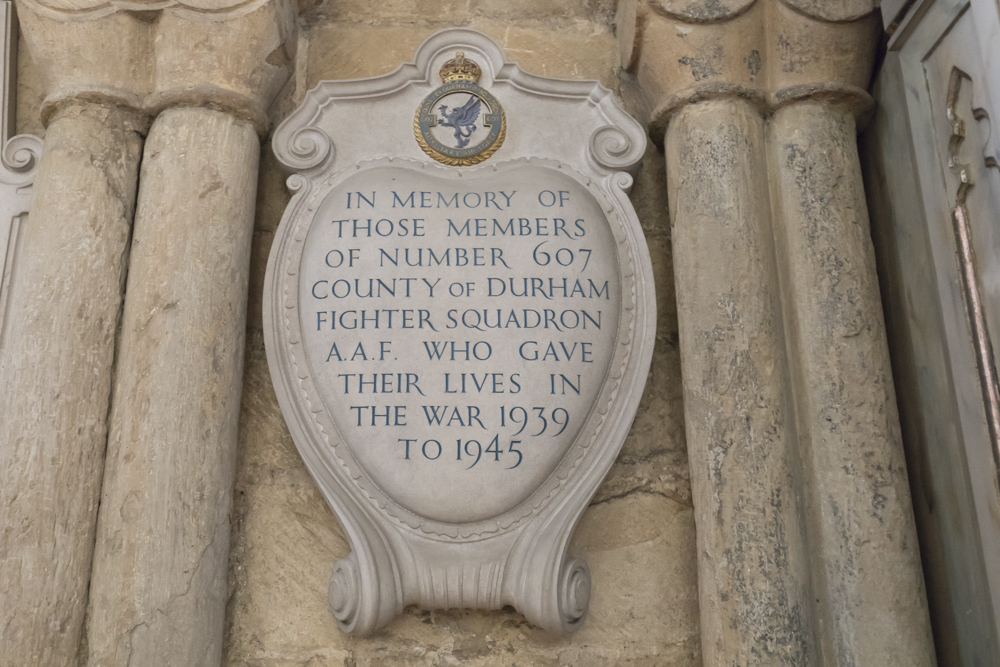 IN MEMORY OF
THOSE MEMBERS
OF NUMBER 607
COUNTY OF DURHAM
FIGHTER SQUADRON
A.A.F. WHO GAVE
THEIR LIVES IN
THE WAR 1939
TO 1945